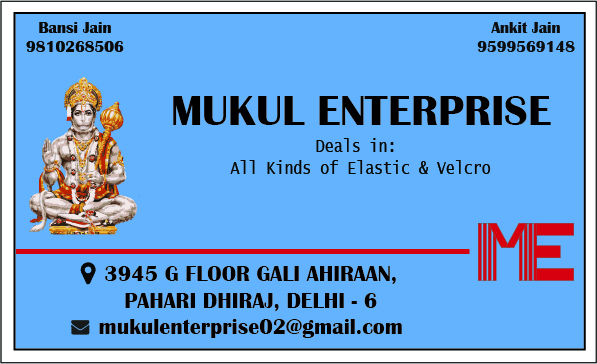 Bansi Jain
9810268506
Ankit Jain
9599569148
MUKUL ENTERPRISE
Deals in:
All Kinds of Elastic & Velcro
ME
3945 G FLOOR GALI AHIRAAN,
PAHARI DHIRAJ, DELHI - 6
mukulenterprise02@gmail.com